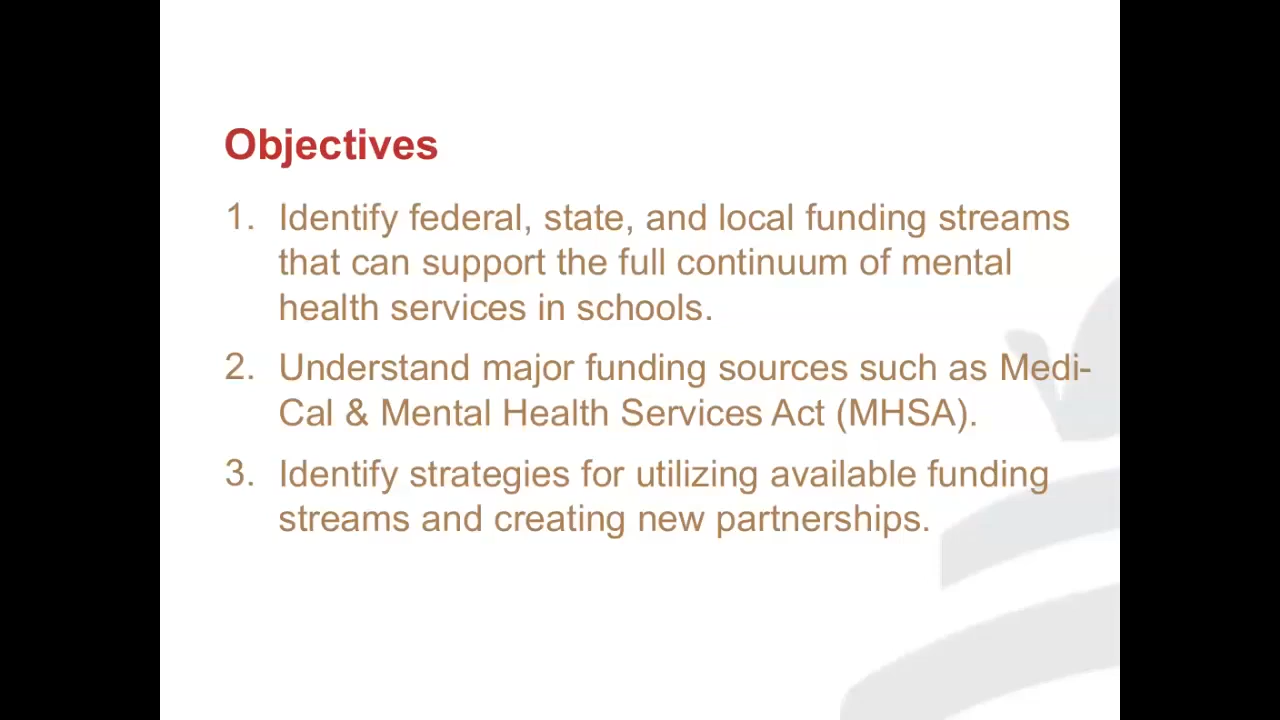 Objectives
1. Identify federal, state, and local funding streams
that can support the full continuum of mental
health services in schools.
2. Understand major funding sources such as Medi-
Cal & Mental Health Services Act (MHSA).
3. Identify strategies for utilizing available funding
streams and creating new partnerships.